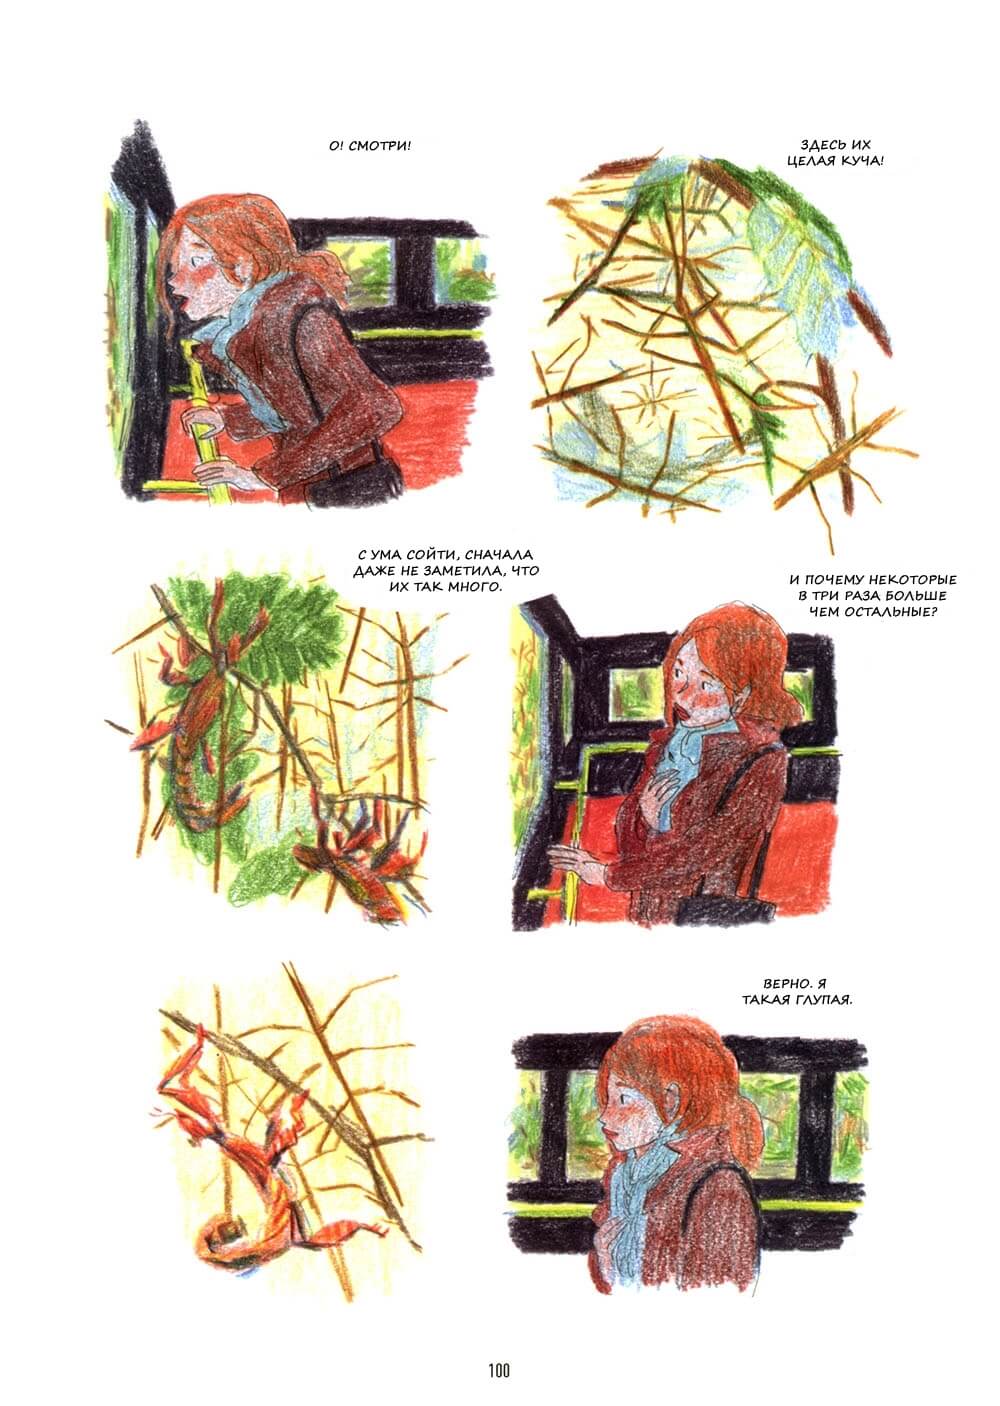 О! СМОТРИ!
ЗДЕСЬ ИХ
ЦЕЛАЯ КУЧА!
С УМА СОЙТИ, СНАЧАЛА
ДАЖЕ НЕ ЗАМЕТИЛА, ЧТО
ИХ ТАК МНОГО.
И ПОЧЕМУ НЕКОТОРЫЕ
В ТРИ РАЗА БОЛЬШЕ
ЧЕМ ОСТАЛЬНЫЕ?
ВЕРНО. Я
ТАКАЯ ГЛУПАЯ.
100